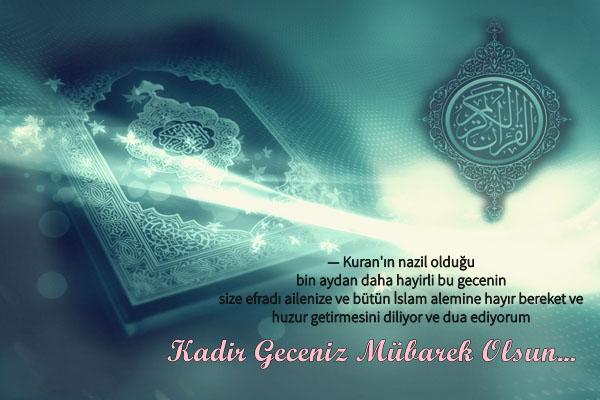 القرآن الكريم
— Kuran'ın nazil olduğu
bin aydan daha hayirli bu gecenin
size efradı ailenize ve bütün İslam alemine hayır bereket ve
huzur getirmesini diliyor ve dua ediyorum
Kadir Geceniz Mübarek Olsun...